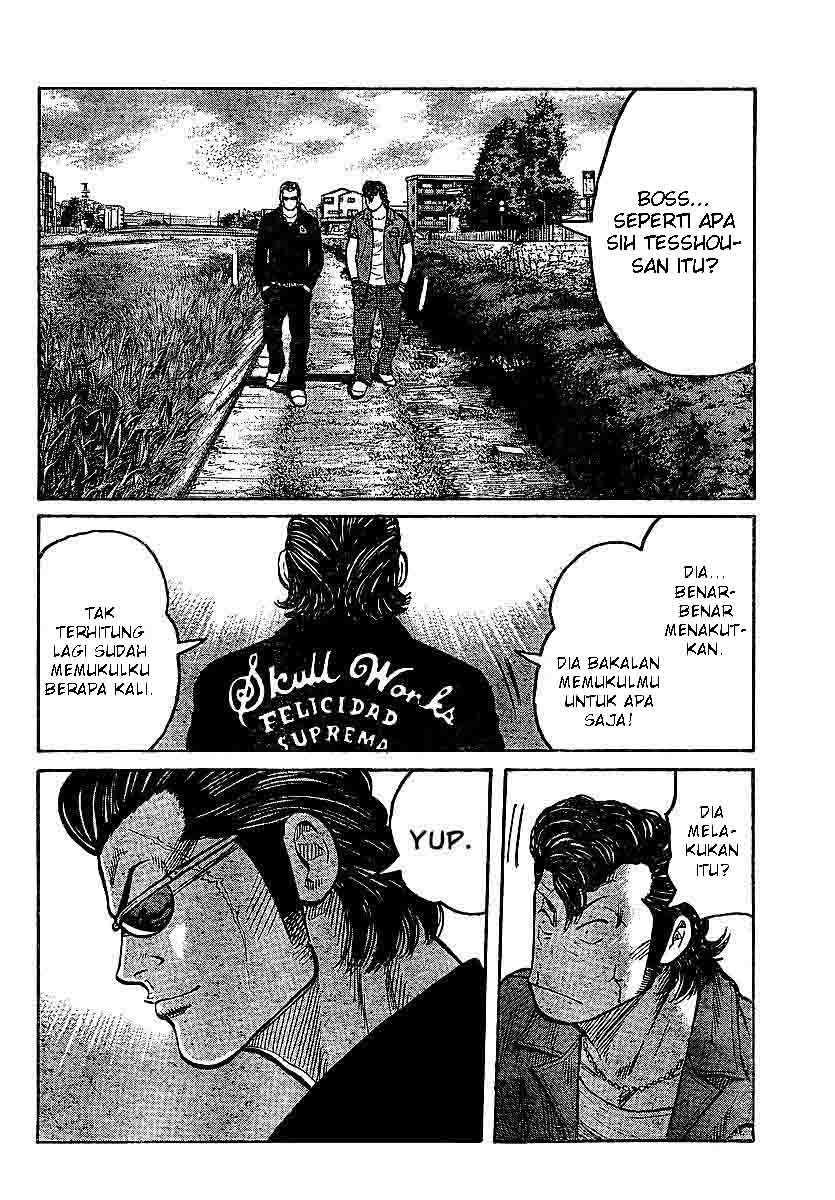 BOSS...
SEPERTI APA
SIH TESSHOU-
SAN ITU?
DIA...
BENAR-
BENAR
MENAKUT-
KAN.
DIA BAKALAN
MEMUKULMU
UNTUK APA
SAJA!
TAK
TERHITUNG
LAGI SUDAH
MEMUKULKU
BERAPA KALI.
Skull Works
FELICIDAD
SUPREMA
DIA
MELA-
KUKAN
ITU?
YUP.